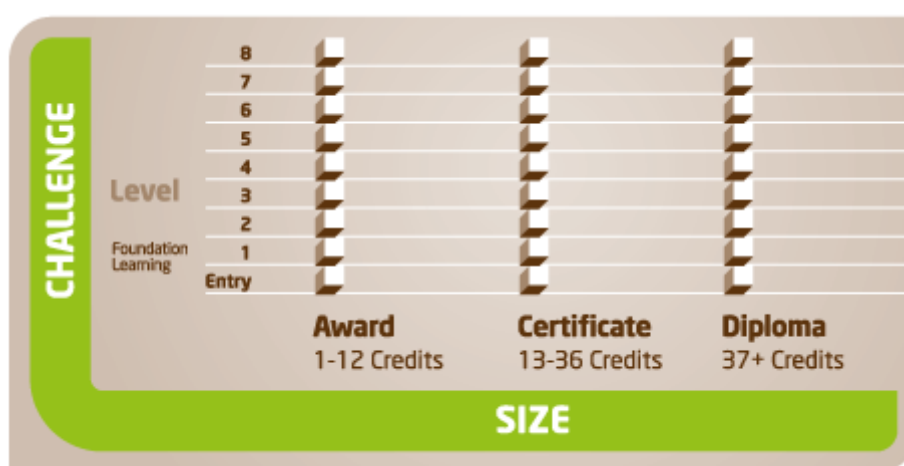 CHALLENGE
Level
Foundation
Learning
8
7
6
5
4
3
2
1
Entry
Award
1-12 Credits
Certificate
13-36 Credits
Diploma
37+ Credits
SIZE